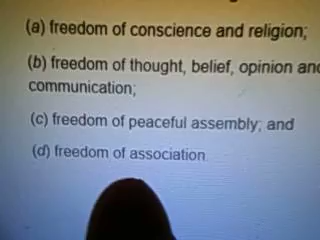 (a) freedom of conscience and religion;
(b) freedom of thought, belief, opinion and
communication;
(c) freedom of peaceful assembly; and
(d) freedom of association.